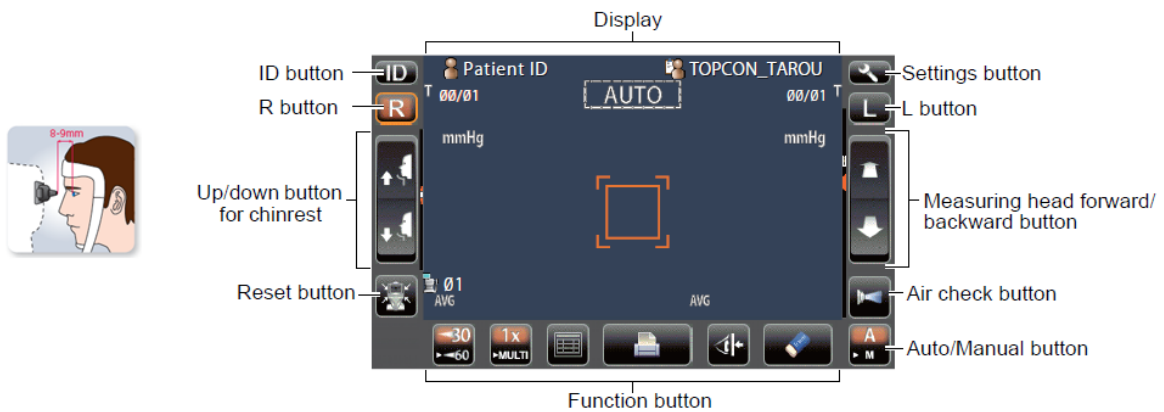 Display
ID button
R button
Up/down button
for chinrest
Reset button
8-9mm
ID
R
Patient ID
TOPCON_TAROU
T 00/01
AUTO
00/01 T
mmHg
mmHg
01
AVG
AVG
L
30
60
1x
MULTI
A
M
Settings button
L button
Measuring head forward/
backward button
Air check button
Auto/Manual button
Function button